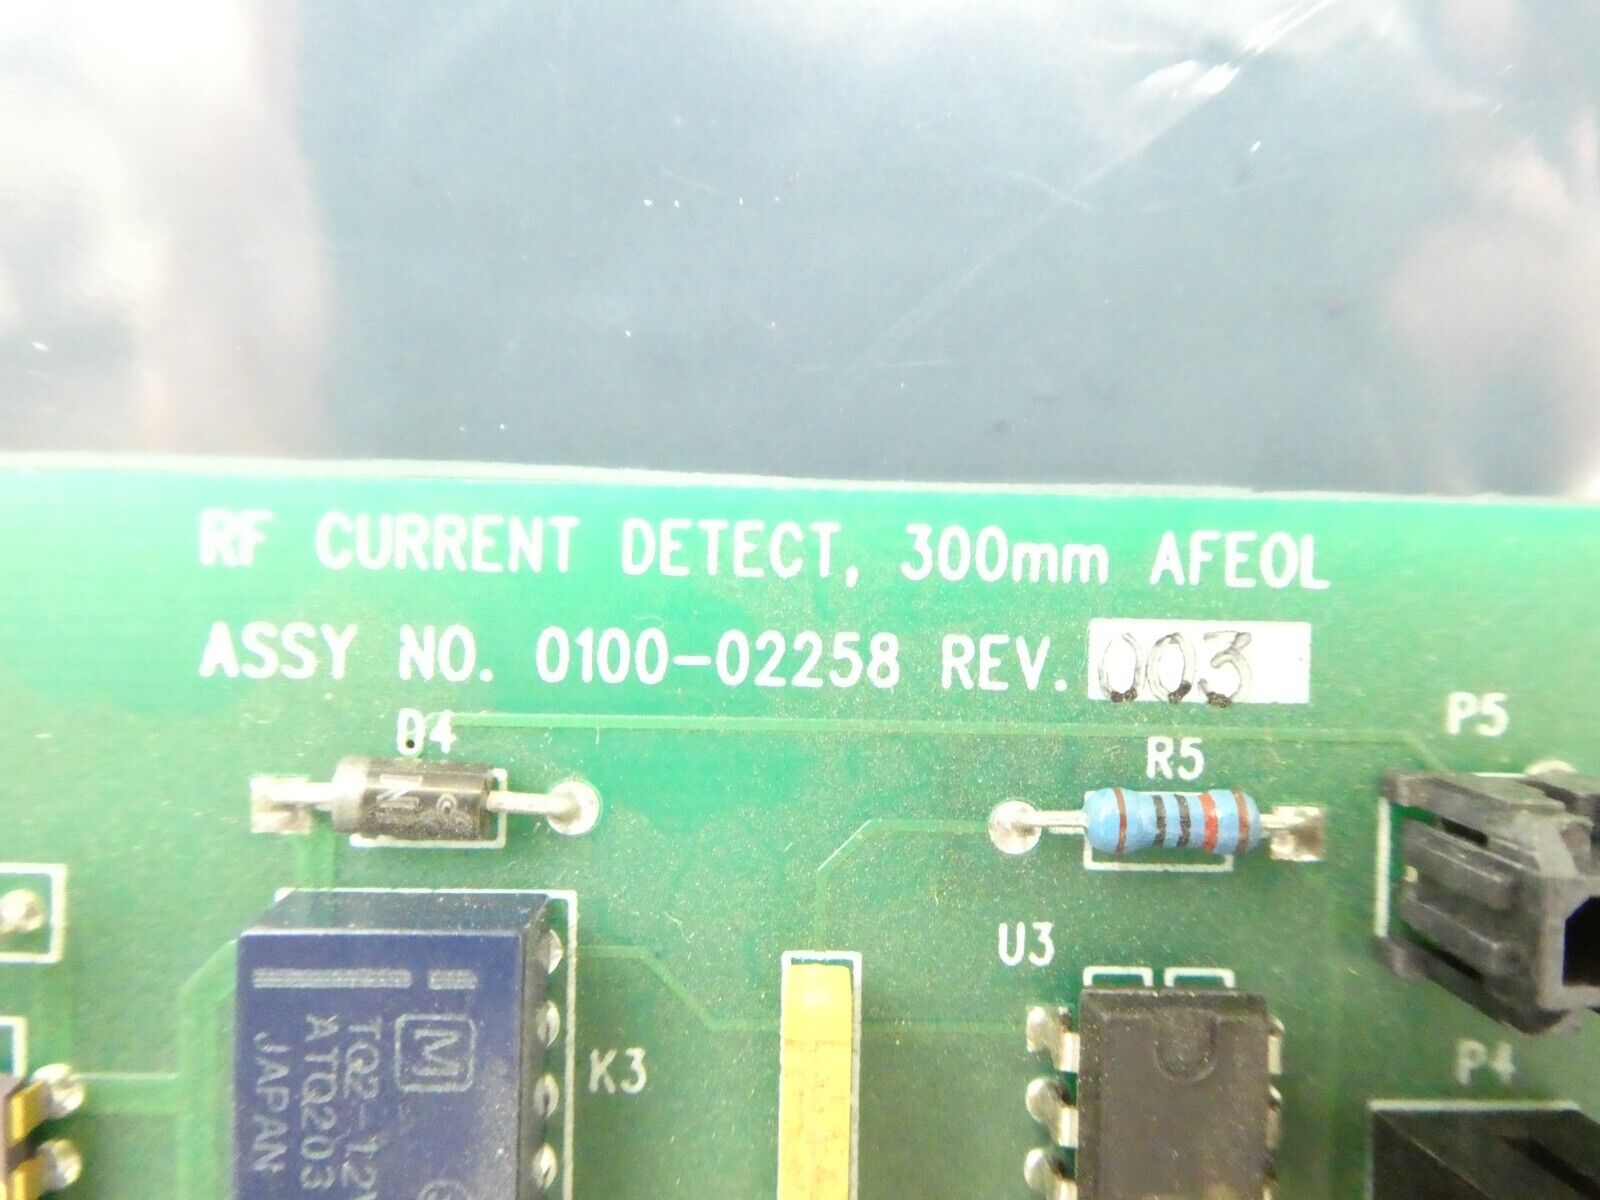 RF CURRENT DETECT, 300mm AFEOL
ASSY NO. 0100-02258 REV. 003
D4
R5
P5
U3
K3
P4
M
TQ2-12V
ATQ203
JAPAN